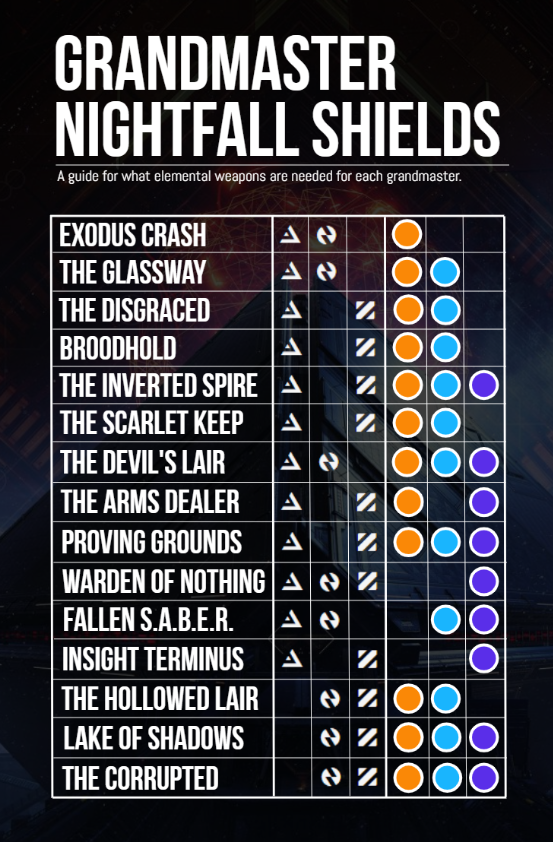 GRANDMASTER
NIGHTFALL SHIELDS
A guide for what elemental weapons are needed for each grandmaster.
EXODUS CRASH
THE GLASSWAY
THE DISGRACED
BROODHOLD
THE INVERTED SPIRE
THE SCARLET KEEP
THE DEVIL'S LAIR
THE ARMS DEALER
PROVING GROUNDS
WARDEN OF NOTHING
FALLEN S.A.B.E.R.
INSIGHT TERMINUS
THE HOLLOWED LAIR
LAKE OF SHADOWS
THE CORRUPTED